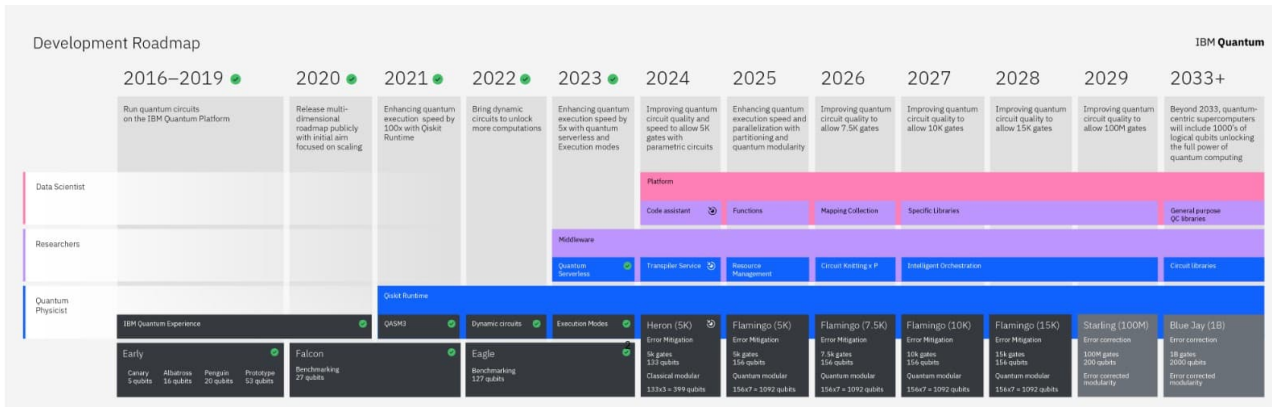 Development Roadmap
IBM Quantum
2016–2019
2020
2021
2022
2023
2024
2025
2026
2027
2028
2029
2033+
Run quantum circuits
on the IBM Quantum Platform
Release multi-
dimensional
roadmap publicly
with initial aim
focused on scaling
Enhancing quantum
execution speed by
100x with Qiskit
Runtime
Bring dynamic
circuits to unlock
more computations
Enhancing quantum
execution speed by
5x with quantum
serverless and
Execution modes
Improving quantum
circuit quality and
speed to allow 5K
gates with
parametric circuits
Enhancing quantum
execution speed and
parallelization with
partitioning and
quantum modularity
Improving quantum
circuit quality to
allow 7.5K gates
Improving quantum
circuit quality to
allow 10K gates
Improving quantum
circuit quality to
allow 15K gates
Improving quantum
circuit quality to
allow 100M gates
Beyond 2033, quantum-
centric supercomputers
will include 1000's of
logical qubits unlocking
the full power of
quantum computing
Data Scientist
Platform
Code assistant
Functions
Mapping Collection
Specific Libraries
General purpose
QC libraries
Researchers
Middleware
Quantum
Serverless
Transpiler Service
Resource
Management
Circuit Knitting x P
Intelligent Orchestration
Circuit libraries
Quantum
Physicist
Qiskit Runtime
IBM Quantum Experience
QASM3
Dynamic circuits
Execution Modes
Early
Canary
5 qubits
Albatross
16 qubits
Penguin
20 qubits
Prototype
53 qubits
Falcon
Benchmarking
27 qubits
Eagle
Benchmarking
127 qubits
Heron (5K)
Error Mitigation
5k gates
133 qubits
Classical modular
133x3 = 399 qubits
Flamingo (5K)
Error Mitigation
5k gates
156 qubits
Quantum modular
156x7 = 1092 qubits
Flamingo (7.5K)
Error Mitigation
7.5k gates
156 qubits
Quantum modular
156x7 = 1092 qubits
Flamingo (10K)
Error Mitigation
10k gates
156 qubits
Quantum modular
156x7 = 1092 qubits
Flamingo (15K)
Error Mitigation
15k gates
156 qubits
Quantum modular
156x7 = 1092 qubits
Starling (100M)
Error correction
100M gates
200 qubits
Error corrected
modularity
Blue Jay (1B)
Error correction
1B gates
2000 qubits
Error corrected
modularity